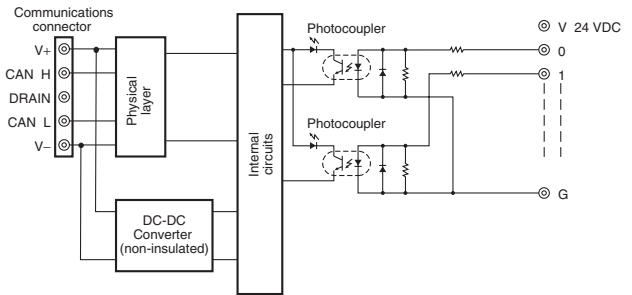 Communications
connector
V+
CAN H
DRAIN
CAN L
V–
Physical
layer
DC-DC
Converter
(non-insulated)
Internal
circuits
Photocoupler
Photocoupler
V 24 VDC
0
1
G